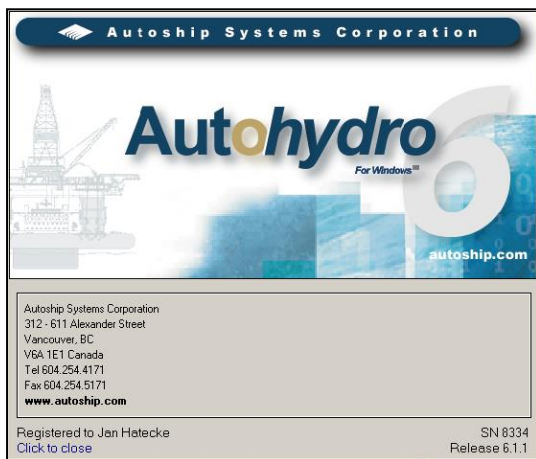 Autoship Systems Corporation
Autohydro 6
For Windows™
autoship.com
Autoship Systems Corporation
312 - 611 Alexander Street
Vancouver, BC
V6A 1E1 Canada
Tel 604.254.4171
Fax 604.254.5171
www.autoship.com
Registered to Jan Hatecke
SN 8334
Click to close
Release 6.1.1